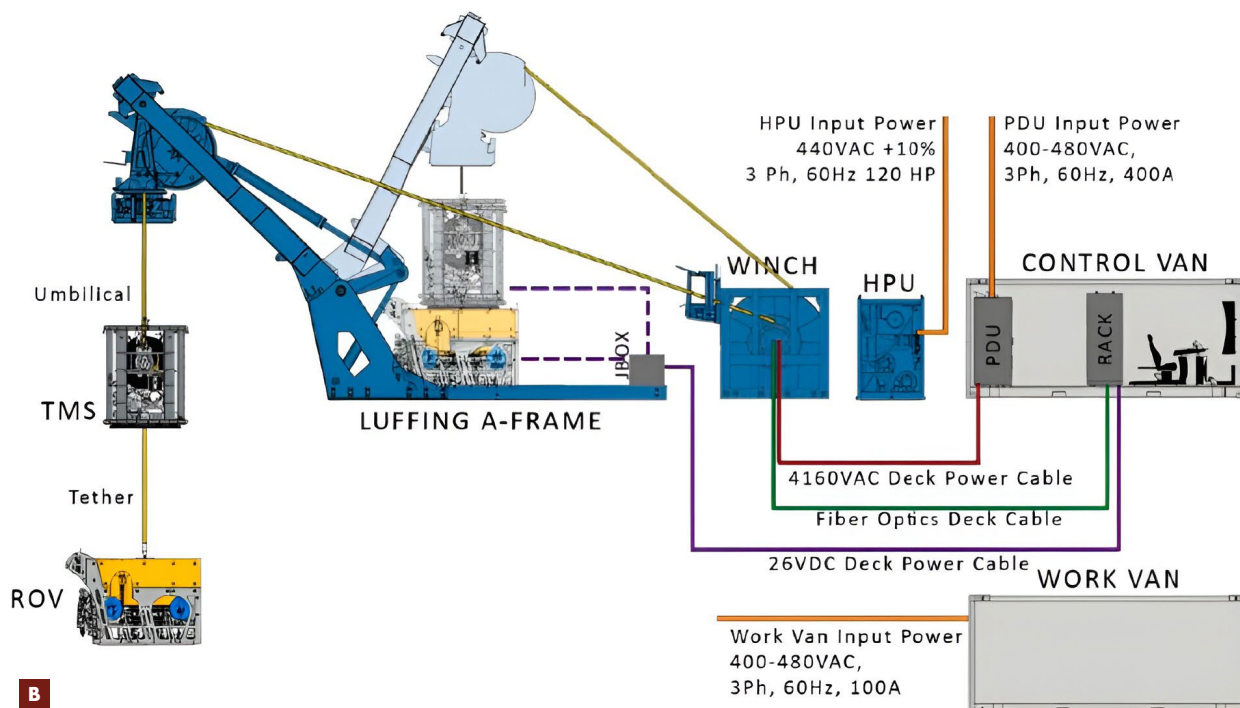 HPU Input Power
440VAC +10%
3 Ph, 60Hz 120 HP
PDU Input Power
400-480VAC,
3Ph, 60Hz, 400A
WINCH
HPU
CONTROL VAN
PDU
RACK
Umbilical
JBOX
TMS
LUFFING A-FRAME
4160VAC Deck Power Cable
Tether
Fiber Optics Deck Cable
26VDC Deck Power Cable
ROV
WORK VAN
Work Van Input Power
400-480VAC,
3Ph, 60Hz, 100A
B